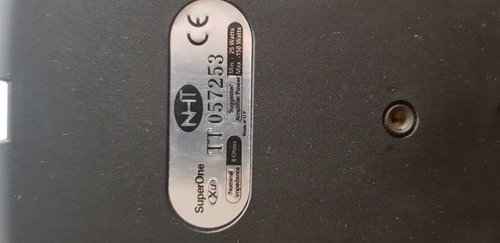 SuperOne
Xu
NHT
CE
TT 057253
Nominal
Impedance
8 Ohms
Suggested
Amplifier Power
Min - 25 Watts
Max - 150 Watts
Made in